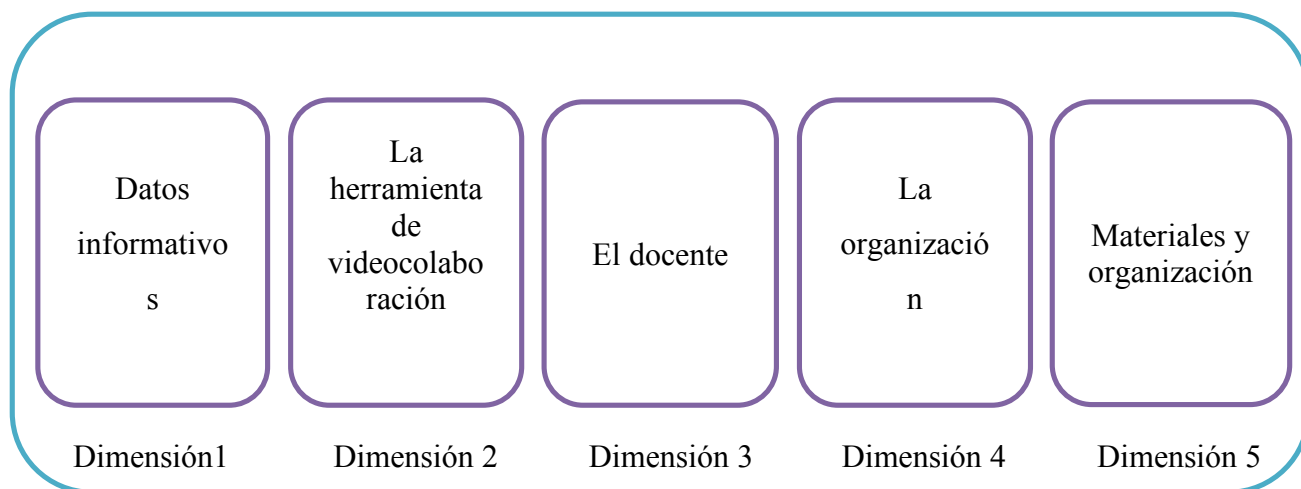 Datos
informativo
s
La
herramienta
de
videocolabo
ración
El docente
La
organizació
n
Materiales y
organización
Dimensión1
Dimensión 2
Dimensión 3
Dimensión 4
Dimensión 5